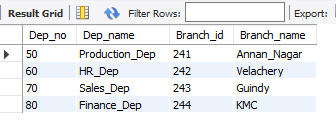 Result Grid Filter Rows: Export:
Dep_no Dep_name Branch_id Branch_name
50 Production_Dep 241 Annan_Nagar
60 HR_Dep 242 Velachery
70 Sales_Dep 243 Guindy
80 Finance_Dep 244 KMC